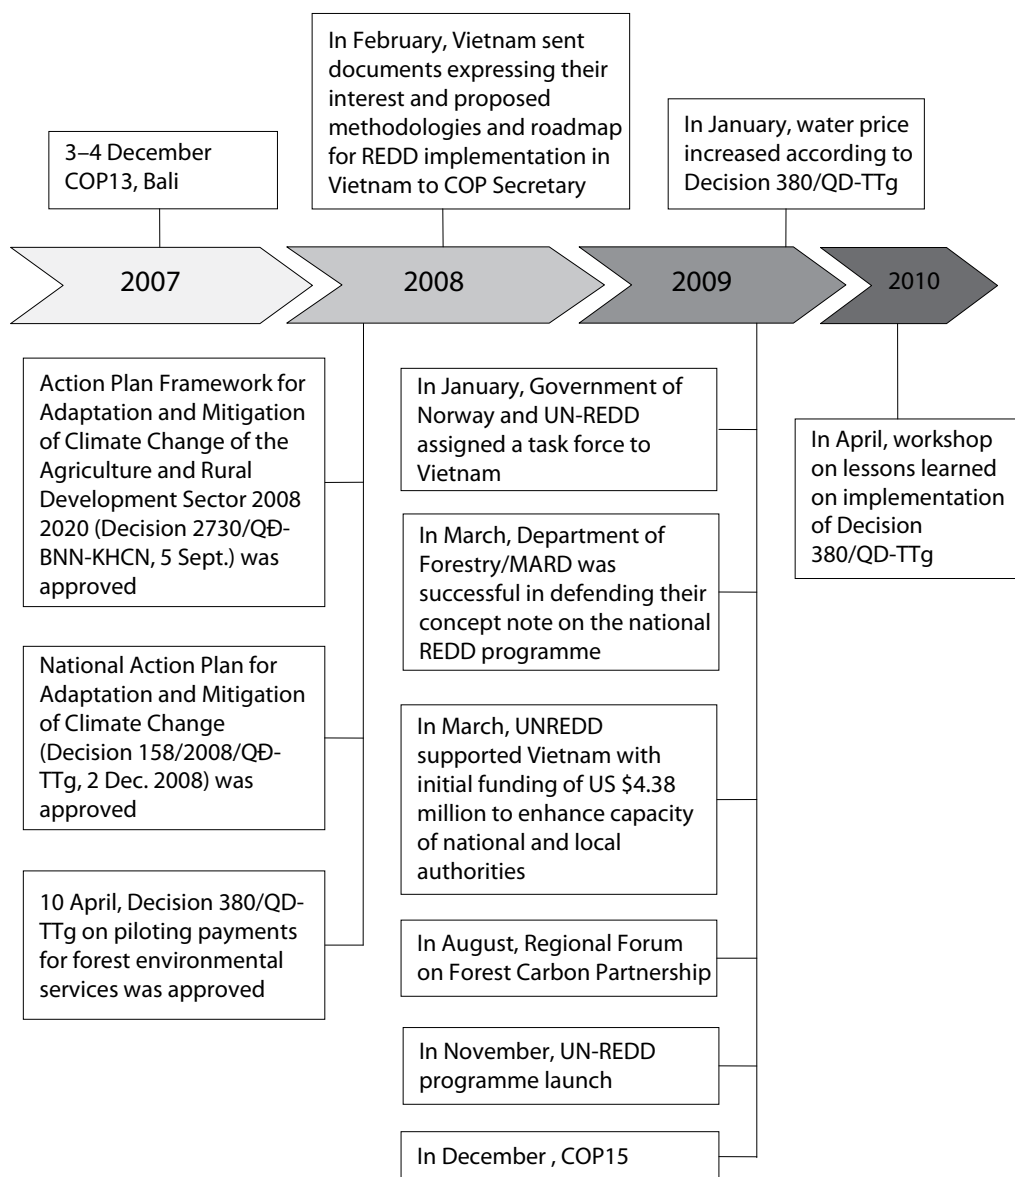 3–4 December
COP13, Bali
In February, Vietnam sent
documents expressing their
interest and proposed
methodologies and roadmap
for REDD implementation in
Vietnam to COP Secretary
In January, water price
increased according to
Decision 380/QD-TTg
2007
2008
2009
2010
Action Plan Framework for
Adaptation and Mitigation
of Climate Change of the
Agriculture and Rural
Development Sector 2008
2020 (Decision 2730/QĐ-
BNN-KHCN, 5 Sept.) was
approved
National Action Plan for
Adaptation and Mitigation
of Climate Change
(Decision 158/2008/QĐ-
TTg, 2 Dec. 2008) was
approved
10 April, Decision 380/QD-
TTg on piloting payments
for forest environmental
services was approved
In January, Government of
Norway and UN-REDD
assigned a task force to
Vietnam
In March, Department of
Forestry/MARD was
successful in defending their
concept note on the national
REDD programme
In March, UNREDD
supported Vietnam with
initial funding of US $4.38
million to enhance capacity
of national and local
authorities
In August, Regional Forum
on Forest Carbon Partnership
In November, UN-REDD
programme launch
In December , COP15
In April, workshop
on lessons learned
on implementation
of Decision
380/QD-TTg